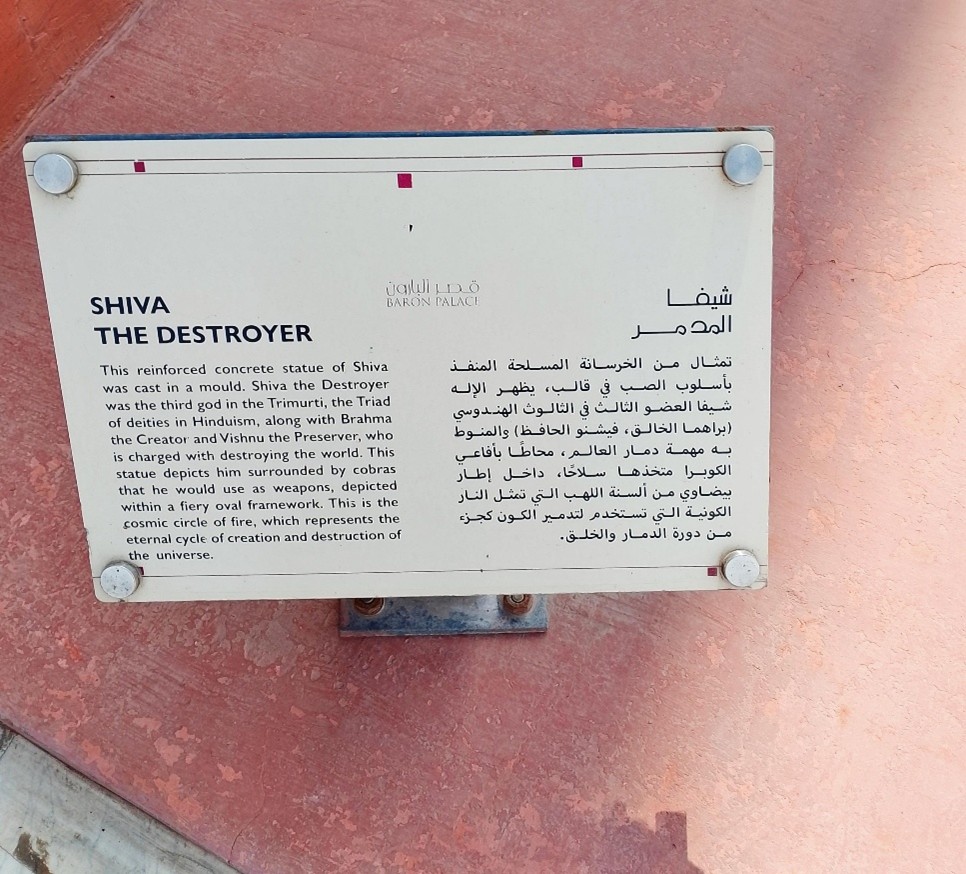 قصر البارون
BARON PALACE
SHIVA
THE DESTROYER
This reinforced concrete statue of Shiva
was cast in a mould. Shiva the Destroyer
was the third god in the Trimurti, the Triad
of deities in Hinduism, along with Brahma
the Creator and Vishnu the Preserver, who
is charged with destroying the world. This
statue depicts him surrounded by cobras
that he would use as weapons, depicted
within a fiery oval framework. This is the
cosmic circle of fire, which represents the
eternal cycle of creation and destruction of
the universe.
شيفا
المدمر
تمثال من الخرسانة المسلحة المنفذ
بأسلوب الصب في قالب، يظهر الإله
شيفا العضو الثالث في الثالوث الهندوسي
(براهما الخالق، فيشنو الحافظ) والمنوط
به مهمة دمار العالم، محاطًا بأفاعي
الكوبرا متخذها سلاحًا، داخل إطار
بيضاوي من ألسنة اللهب التي تمثل النار
الكونية التي تستخدم لتدمير الكون كجزء
من دورة الدمار والخلق.